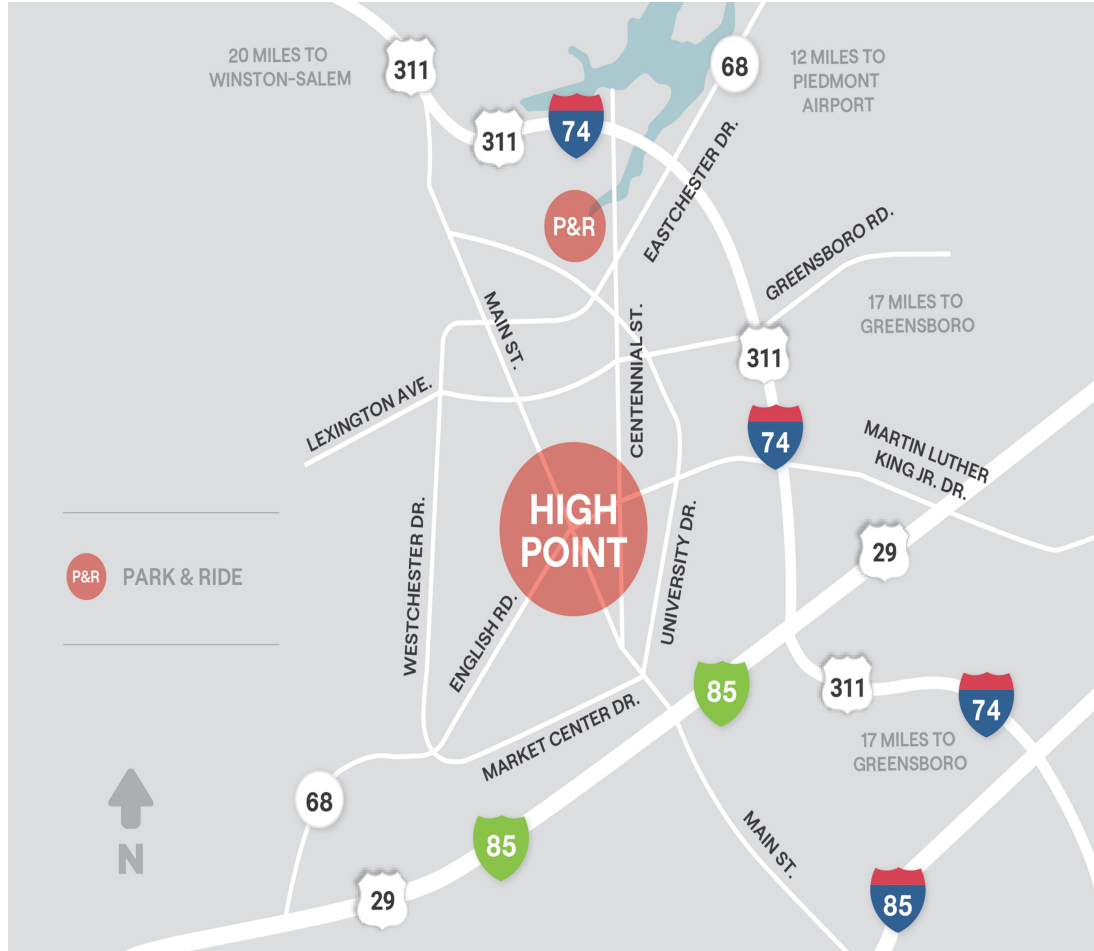 20 MILES TO
WINSTON-SALEM
311
68
12 MILES TO
PIEDMONT
AIRPORT
311
74
EASTCHESTER DR.
P&R
GREENSBORO RD.
17 MILES TO
GREENSBORO
MAIN ST.
CENTENNIAL ST.
311
LEXINGTON AVE.
74
MARTIN LUTHER
KING JR. DR.
HIGH
POINT
WESTCHESTER DR.
ENGLISH RD.
UNIVERSITY DR.
29
P&R
PARK & RIDE
85
311
74
MARKET CENTER DR.
17 MILES TO
GREENSBORO
68
N
85
MAIN ST.
29
85